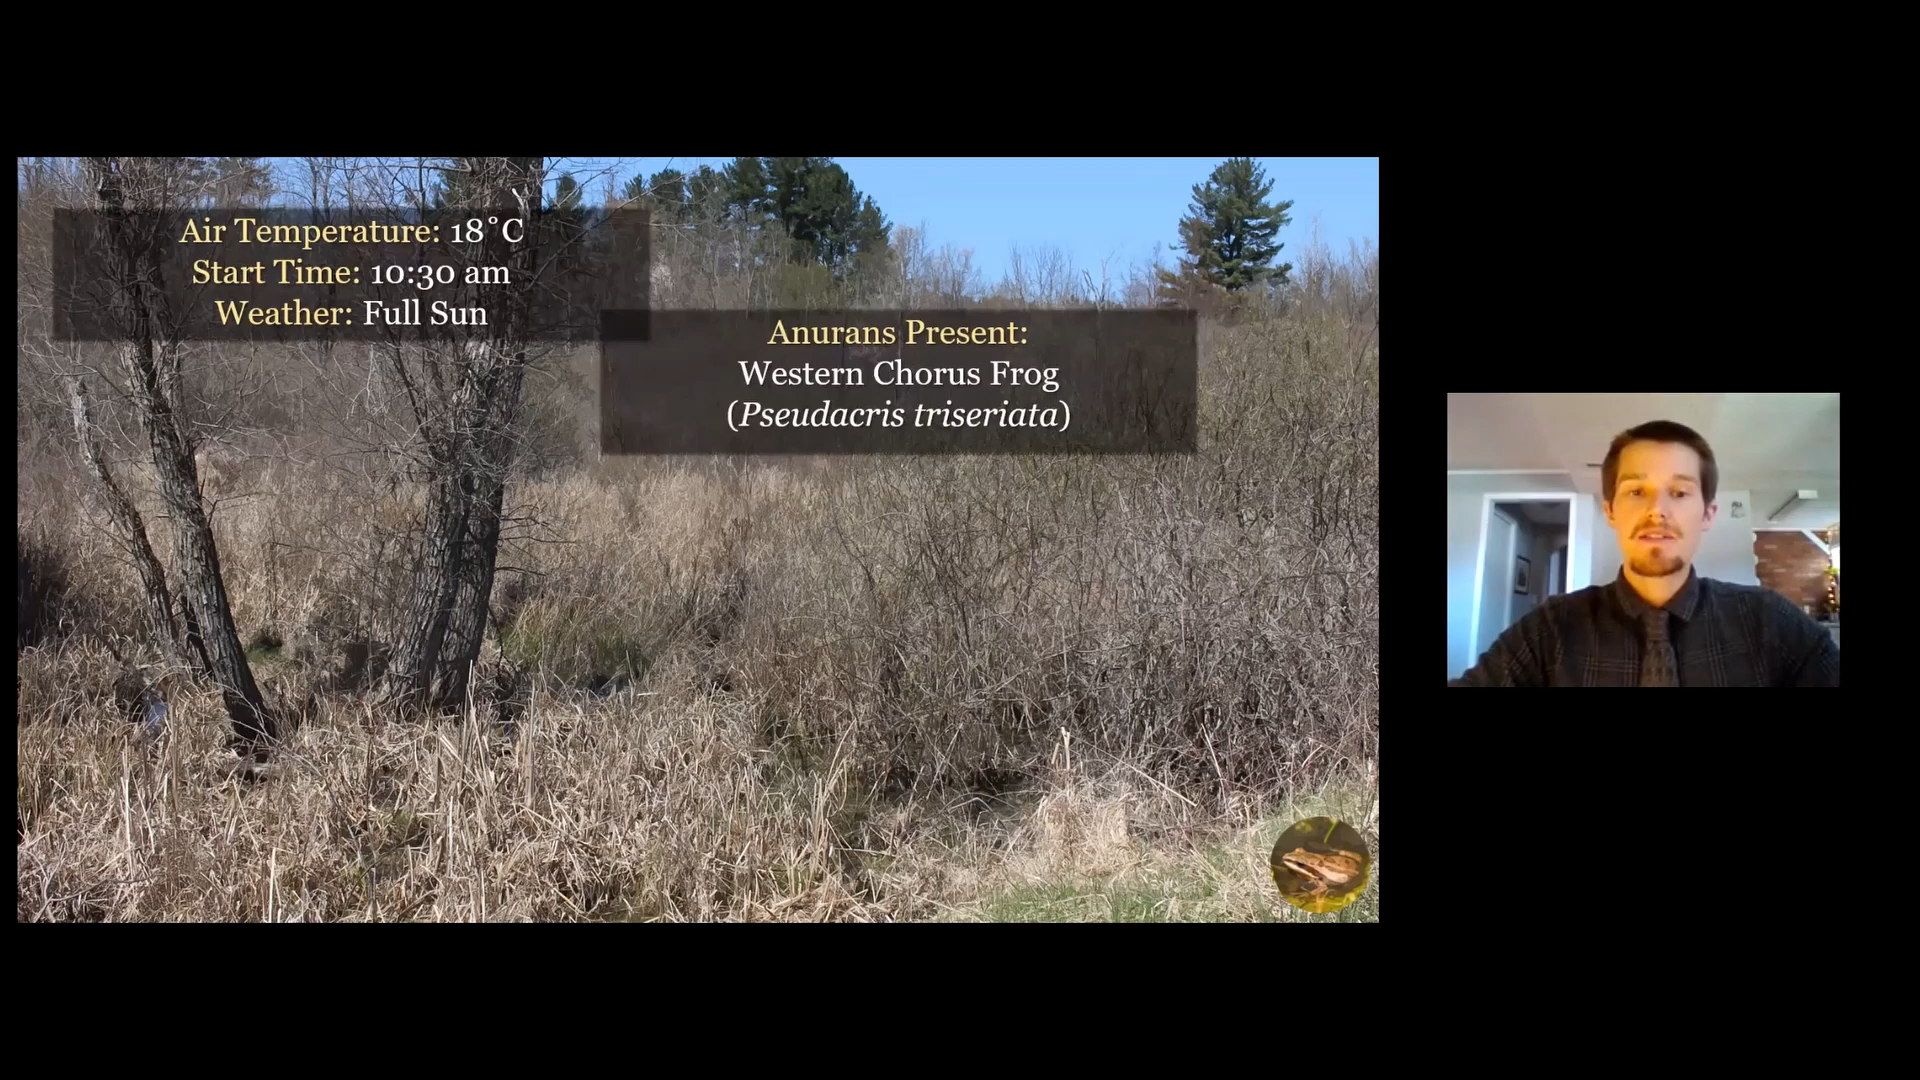 Air Temperature: 18˚C
Start Time: 10:30 am
Weather: Full Sun
Anurans Present:
Western Chorus Frog
(Pseudacris triseriata)